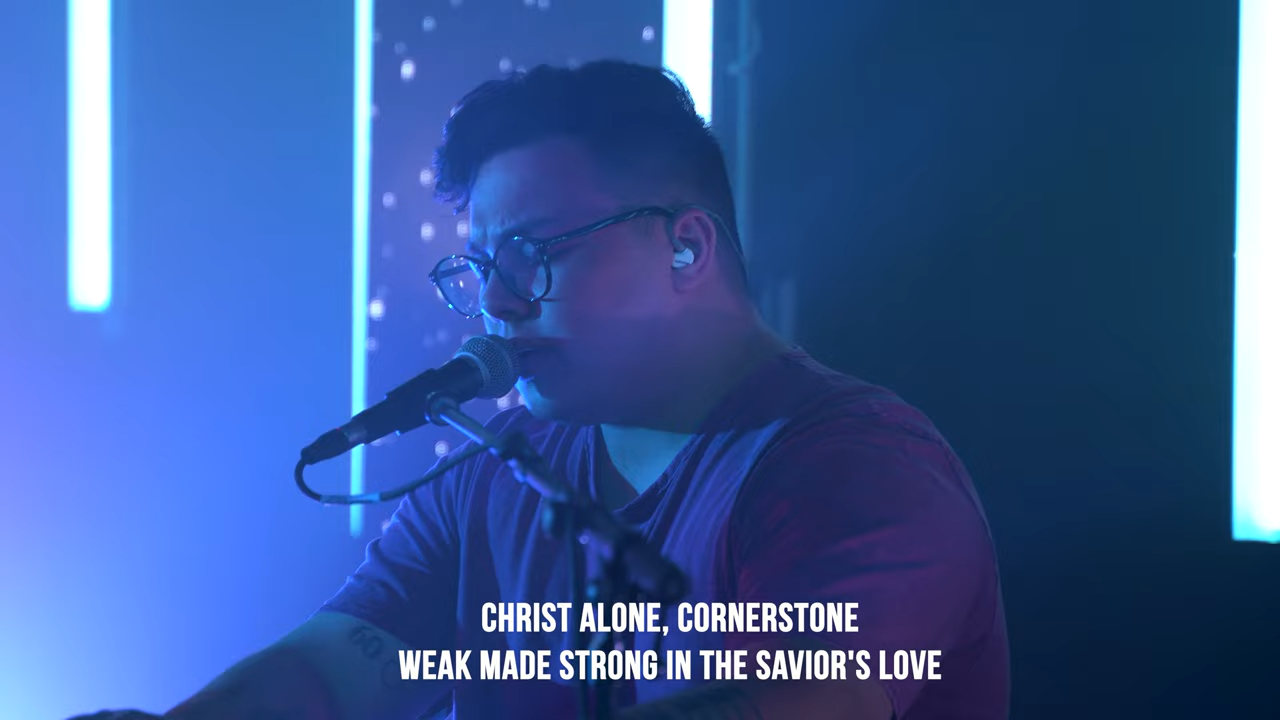 CHRIST ALONE, CORNERSTONE
WEAK MADE STRONG IN THE SAVIOR'S LOVE